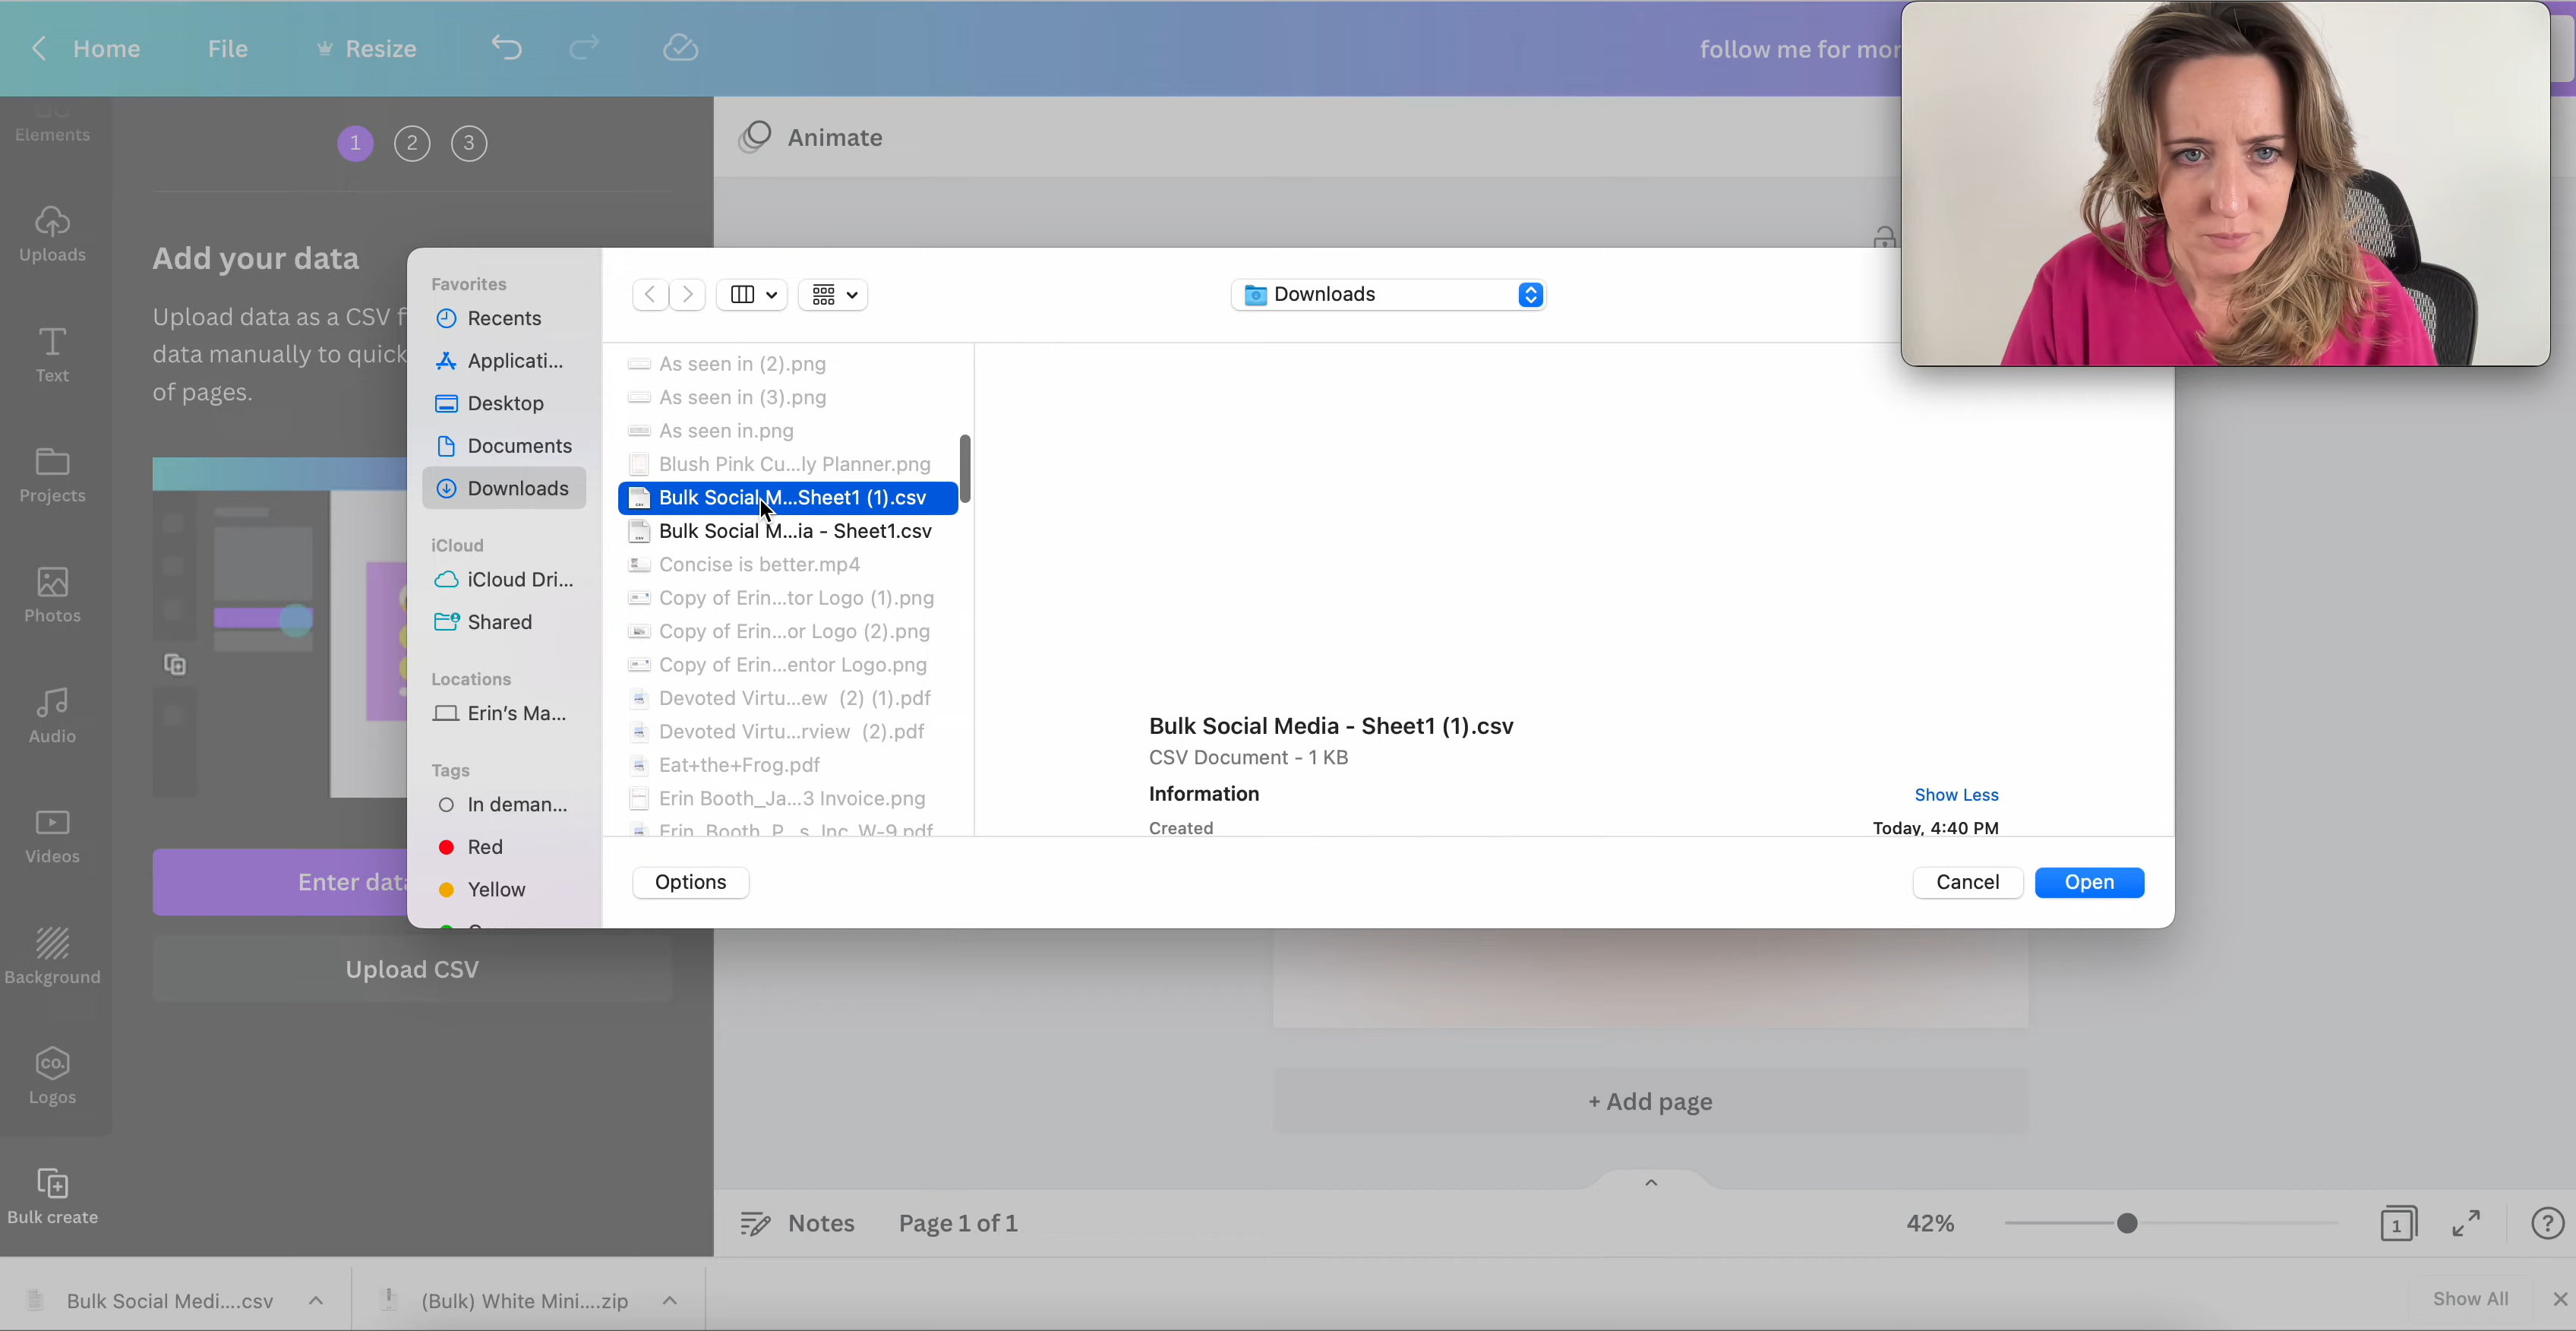 Home File Resize follow me for mor
Elements
1 2 3
Animate
Uploads
Add your data
Upload data as a CSV f
data manually to quick
of pages.
Text
Projects
Photos
Audio
Videos
Background
Logos
CO.
Bulk create
Enter data
Upload CSV
Favorites
Recents
Applicati...
Desktop
Documents
Downloads
iCloud
iCloud Dri...
Shared
Locations
Erin's Ma...
Tags
In deman...
Red
Yellow
Downloads
As seen in (2).png
As seen in (3).png
As seen in.png
Blush Pink Cu...ly Planner.png
Bulk Social M...Sheet1 (1).csv
Bulk Social M...ia - Sheet1.csv
Concise is better.mp4
Copy of Erin...tor Logo (1).png
Copy of Erin...or Logo (2).png
Copy of Erin...entor Logo.png
Devoted Virtu...ew (2) (1).pdf
Devoted Virtu...rview (2).pdf
Eat+the+Frog.pdf
Erin Booth_Ja...3 Invoice.png
Erin_Booth_P...s_Inc_W-9.pdf
Bulk Social Media - Sheet1 (1).csv
CSV Document - 1 KB
Information Show Less
Created Today, 4:40 PM
Options Cancel Open
+ Add page
Notes Page 1 of 1 42% 1 ?
Bulk Social Medi....csv (Bulk) White Mini....zip Show All